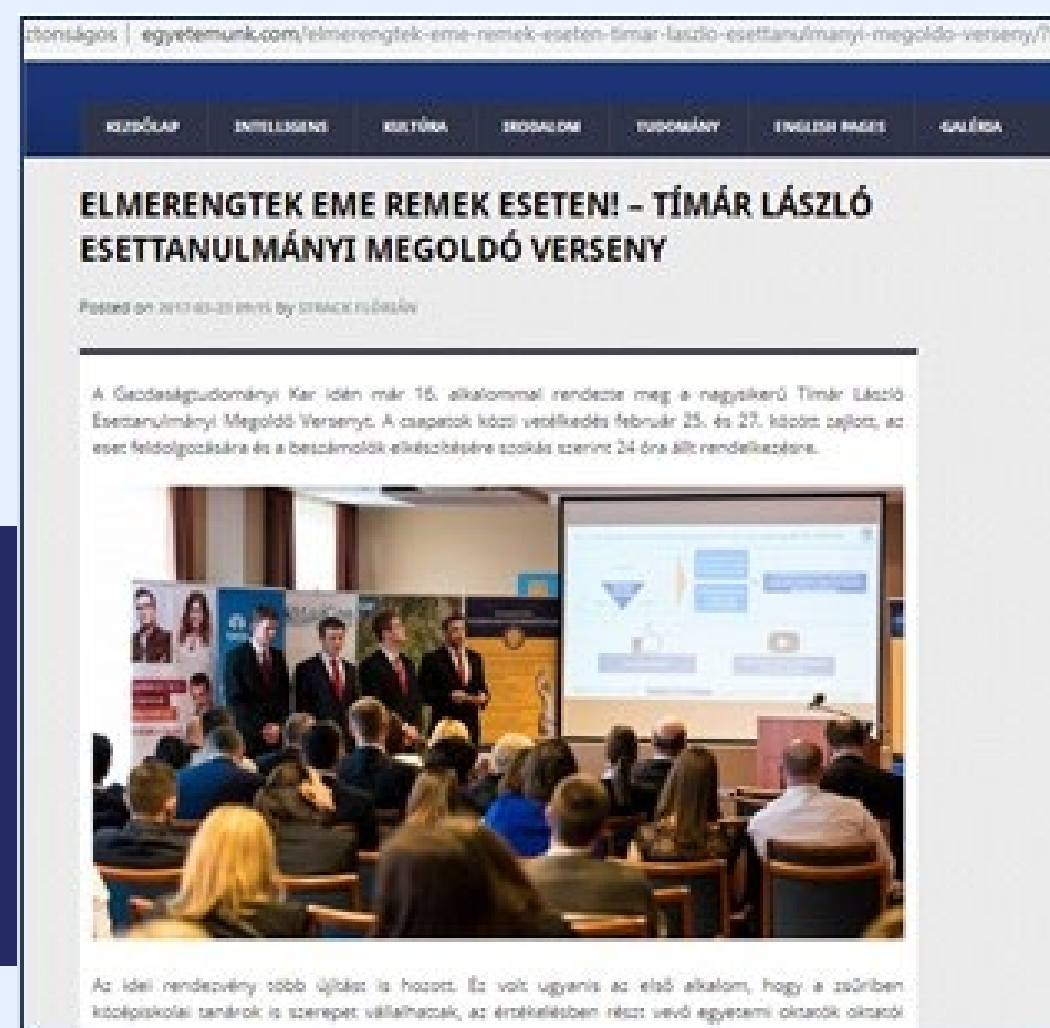 ztonságos | egyetemunk.com/elmerengtek-eme-remek-eseten-timar-laszlo-esettanulmanyi-megoldo-verseny/?
KEZDŐLAP INTELLIGENS KULTÚRA IRODALOM TUDOMÁNY ENGLISH PAGES GALÉRIA
ELMERENGTEK EME REMEK ESETEN! – TÍMÁR LÁSZLÓ
ESETTANULMÁNYI MEGOLDÓ VERSENY
Posted on by
A Gazdaságtudományi Kar idén már 16. alkalommal rendezte meg a nagysikerű Tímár László
Esettanulmányi Megoldó Versenyt. A csapatok közti vetélkedés február 25. és 27. között zajlott, az
eset feldolgozására és a beszámolók elkészítésére szokás szerint 24 óra állt rendelkezésre.
Az idei rendezvény több újítást is hozott. Ez volt ugyanis az első alkalom, hogy a zsűriben
középiskolai tanárok is szerepet vállalhattak, az értékelésben részt vevő egyetemi oktatók oktatói